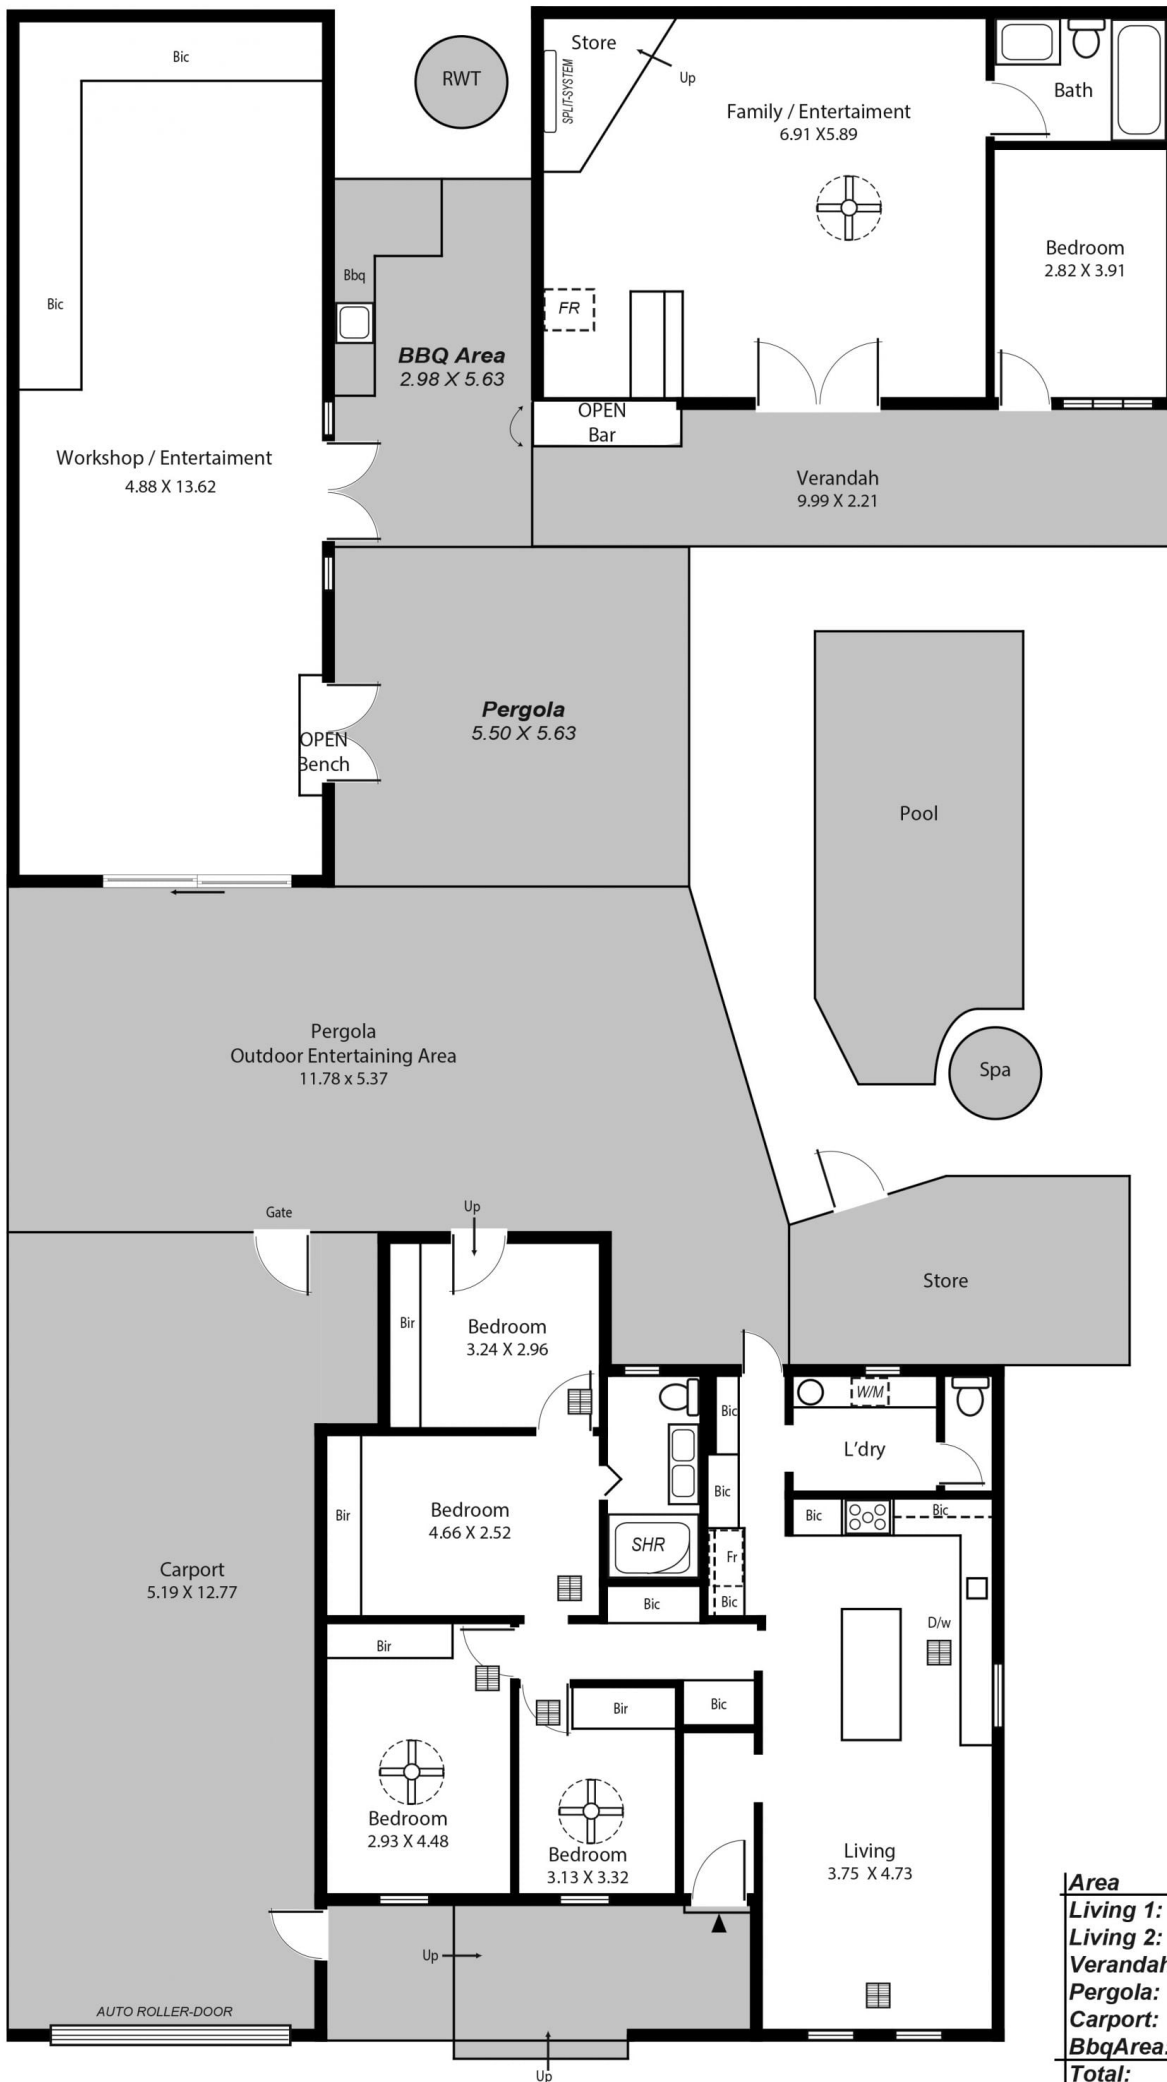 Bic
RWT
Store
Up
SPLIT-SYSTEM
Family / Entertaiment
6.91 X5.89
Bath
Bedroom
2.82 X 3.91
Bic
Bbq
FR
BBQ Area
2.98 X 5.63
OPEN
Bar
Workshop / Entertaiment
4.88 X 13.62
Verandah
9.99 X 2.21
Pergola
5.50 X 5.63
OPEN
Bench
Pool
Pergola
Outdoor Entertaining Area
11.78 x 5.37
Spa
Gate
Up
Store
Bir
Bedroom
3.24 X 2.96
W/M
Bic
L'dry
Bic
Bir
Bedroom
4.66 X 2.52
SHR
Bic
Bic
Fr
Bic
Bic
Carport
5.19 X 12.77
D/w
Bir
Bir
Bic
Bedroom
2.93 X 4.48
Bedroom
3.13 X 3.32
Living
3.75 X 4.73
Up
AUTO ROLLER-DOOR
Up
Area
Living 1:
Living 2:
Verandah
Pergola:
Carport:
BbqArea:
Total: